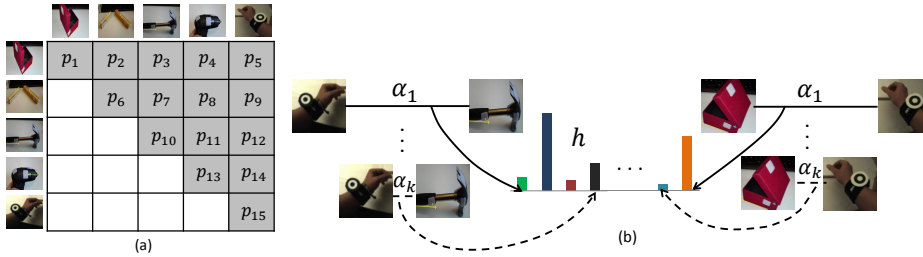 p₁ p₂ p₃ p₄ p₅
p₆ p₇ p₈ p₉
p₁₀ p₁₁ p₁₂
p₁₃ p₁₄
p₁₅
(a)
α₁ α₁
h
⋮ ⋯ ⋮
αₖ αₖ
(b)